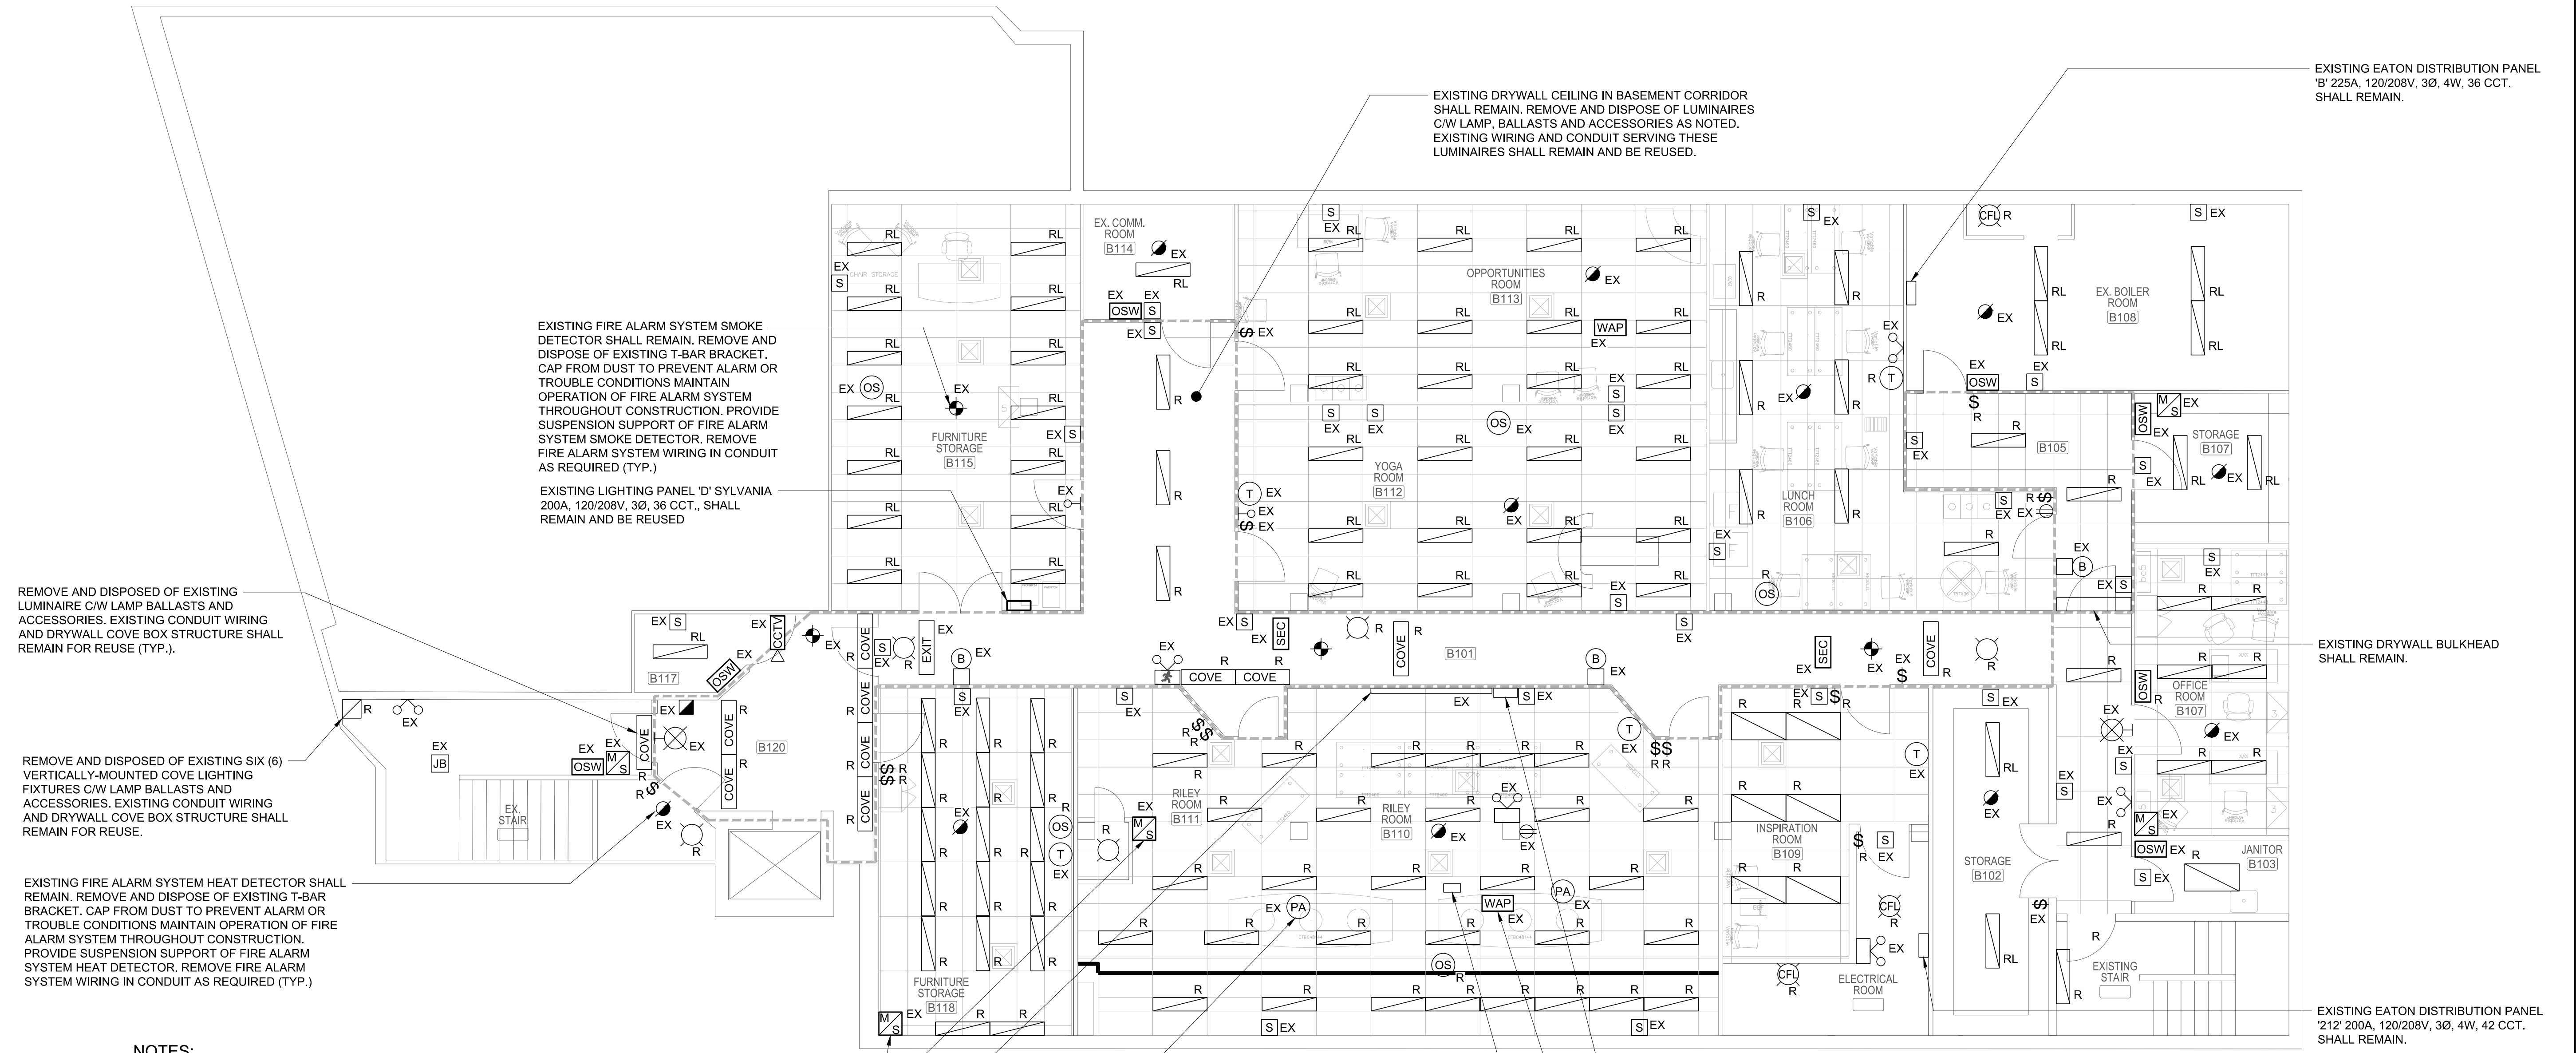 EXISTING EATON DISTRIBUTION PANEL
'B' 225A, 120/208V, 3Ø, 4W, 36 CCT.
SHALL REMAIN.
EXISTING DRYWALL CEILING IN BASEMENT CORRIDOR
SHALL REMAIN. REMOVE AND DISPOSE OF LUMINAIRES
C/W LAMP, BALLASTS AND ACCESSORIES AS NOTED.
EXISTING WIRING AND CONDUIT SERVING THESE
LUMINAIRES SHALL REMAIN AND BE REUSED.
EXISTING FIRE ALARM SYSTEM SMOKE
DETECTOR SHALL REMAIN. REMOVE AND
DISPOSE OF EXISTING T-BAR BRACKET.
CAP FROM DUST TO PREVENT ALARM OR
TROUBLE CONDITIONS MAINTAIN
OPERATION OF FIRE ALARM SYSTEM
THROUGHOUT CONSTRUCTION. PROVIDE
SUSPENSION SUPPORT OF FIRE ALARM
SYSTEM SMOKE DETECTOR. REMOVE
FIRE ALARM SYSTEM WIRING IN CONDUIT
AS REQUIRED (TYP.)
EXISTING LIGHTING PANEL 'D' SYLVANIA
200A, 120/208V, 3Ø, 36 CCT., SHALL
REMAIN AND BE REUSED
REMOVE AND DISPOSED OF EXISTING
LUMINAIRE C/W LAMP BALLASTS AND
ACCESSORIES. EXISTING CONDUIT WIRING
AND DRYWALL COVE BOX STRUCTURE SHALL
REMAIN FOR REUSE (TYP.).
REMOVE AND DISPOSED OF EXISTING SIX (6)
VERTICALLY-MOUNTED COVE LIGHTING
FIXTURES C/W LAMP BALLASTS AND
ACCESSORIES. EXISTING CONDUIT WIRING
AND DRYWALL COVE BOX STRUCTURE SHALL
REMAIN FOR REUSE.
EXISTING FIRE ALARM SYSTEM HEAT DETECTOR SHALL
REMAIN. REMOVE AND DISPOSE OF EXISTING T-BAR
BRACKET. CAP FROM DUST TO PREVENT ALARM OR
TROUBLE CONDITIONS MAINTAIN OPERATION OF FIRE
ALARM SYSTEM THROUGHOUT CONSTRUCTION.
PROVIDE SUSPENSION SUPPORT OF FIRE ALARM
SYSTEM HEAT DETECTOR. REMOVE FIRE ALARM
SYSTEM WIRING IN CONDUIT AS REQUIRED (TYP.)
NOTES:
EXISTING DRYWALL BULKHEAD
SHALL REMAIN.
EXISTING EATON DISTRIBUTION PANEL
'212' 200A, 120/208V, 3Ø, 4W, 42 CCT.
SHALL REMAIN.
EX. COMM.
ROOM
B114
CHAIR STORAGE
FURNITURE
STORAGE
B115
OPPORTUNITIES
ROOM
B113
YOGA
ROOM
B112
LUNCH
ROOM
B106
EX. BOILER
ROOM
B108
B105
STORAGE
B107
OFFICE
ROOM
B107
B101
B117
B120
EX.
STAIR
FURNITURE
STORAGE
B118
RILEY
ROOM
B111
RILEY
ROOM
B110
INSPIRATION
ROOM
B109
ELECTRICAL
ROOM
STORAGE
B102
JANITOR
B103
EXISTING
STAIR
EXIT
CCTV
COVE
OSW
SEC
WAP
CFL
JB
OS
PA
EX
RL
R
S
T
B
M
S